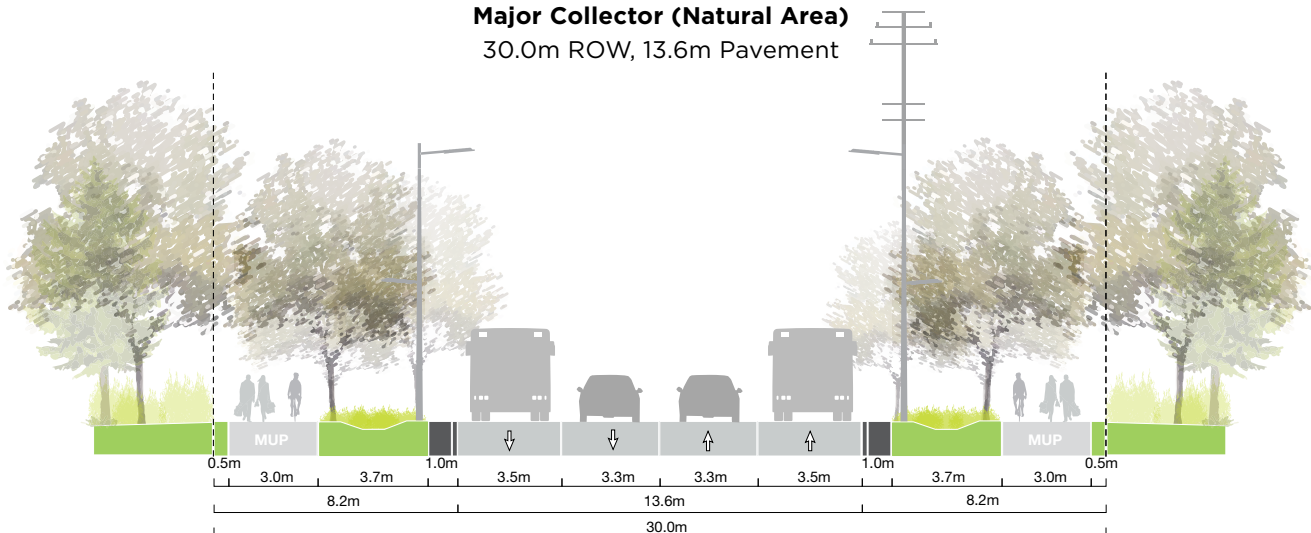 Major Collector (Natural Area)
30.0m ROW, 13.6m Pavement
MUP MUP
0.5m 1.0m 1.0m 0.5m
3.0m 3.7m 3.5m 3.3m 3.3m 3.5m 3.7m 3.0m
8.2m 13.6m 8.2m
30.0m